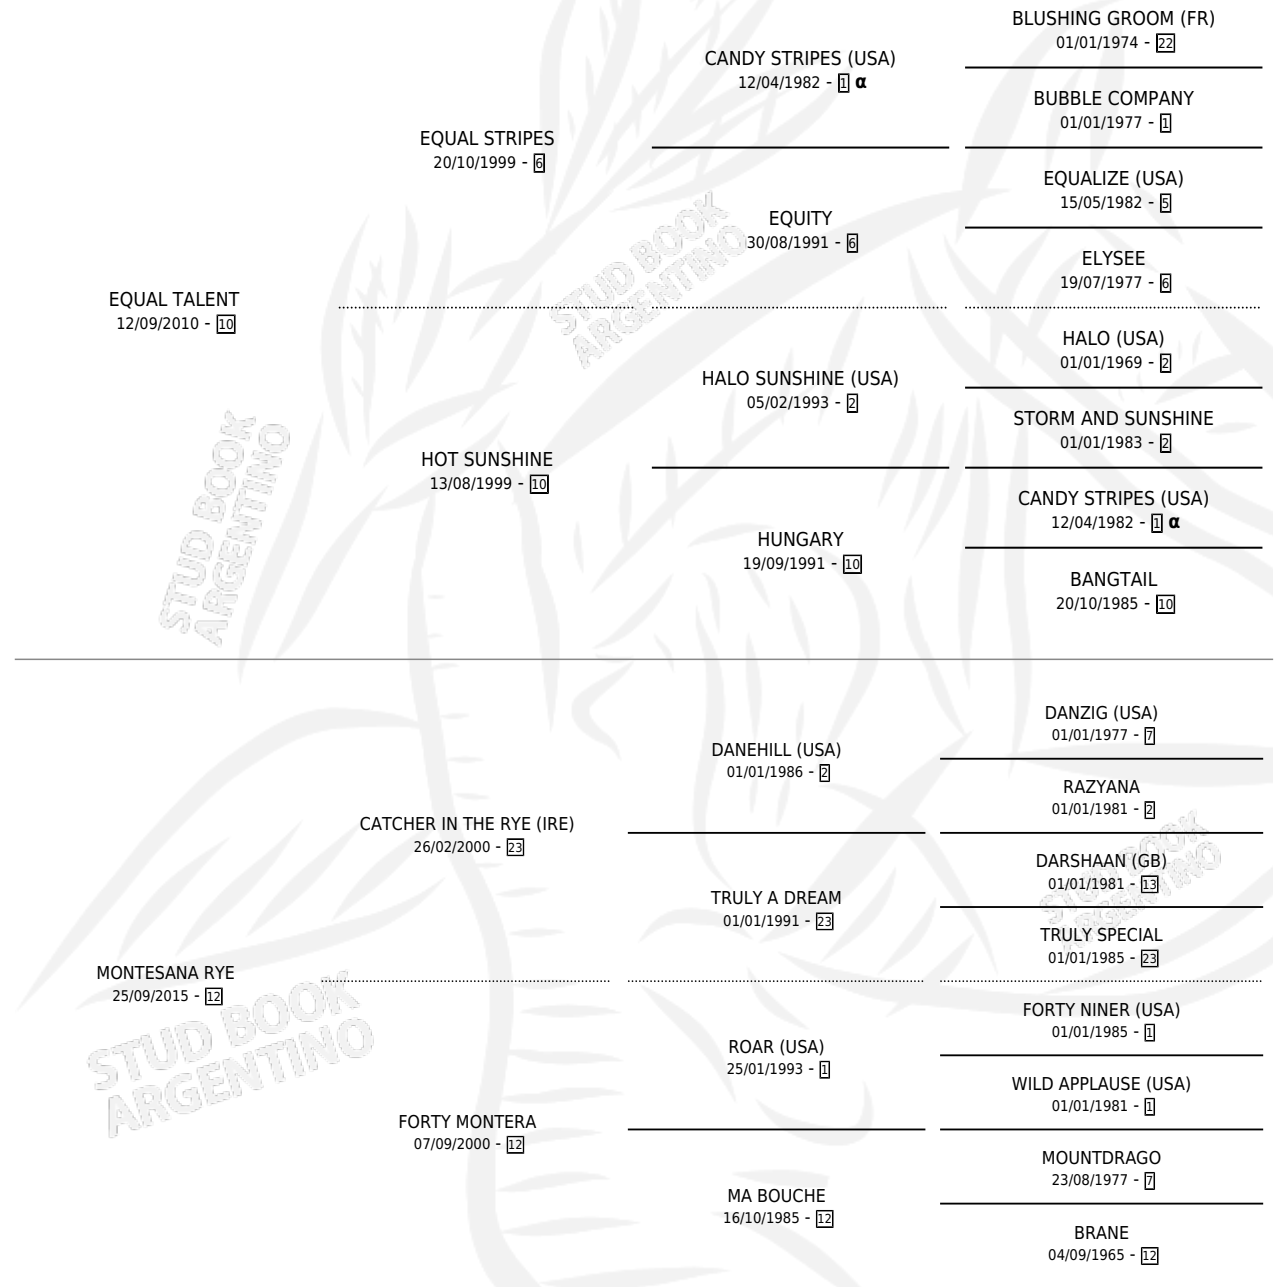 BLUSHING GROOM (FR)
01/01/1974 - 22
CANDY STRIPES (USA)
12/04/1982 - 1 α
BUBBLE COMPANY
01/01/1977 - 1
EQUAL STRIPES
20/10/1999 - 6
EQUALIZE (USA)
15/05/1982 - 5
EQUITY
30/08/1991 - 6
ELYSEE
19/07/1977 - 6
EQUAL TALENT
12/09/2010 - 10
HALO (USA)
01/01/1969 - 2
HALO SUNSHINE (USA)
05/02/1993 - 2
STORM AND SUNSHINE
01/01/1983 - 2
HOT SUNSHINE
13/08/1999 - 10
CANDY STRIPES (USA)
12/04/1982 - 1 α
HUNGARY
19/09/1991 - 10
BANGTAIL
20/10/1985 - 10
DANZIG (USA)
01/01/1977 - 7
DANEHILL (USA)
01/01/1986 - 2
RAZYANA
01/01/1981 - 2
CATCHER IN THE RYE (IRE)
26/02/2000 - 23
DARSHAAN (GB)
01/01/1981 - 13
TRULY A DREAM
01/01/1991 - 23
TRULY SPECIAL
01/01/1985 - 23
MONTESANA RYE
25/09/2015 - 12
FORTY NINER (USA)
01/01/1985 - 1
ROAR (USA)
25/01/1993 - 1
WILD APPLAUSE (USA)
01/01/1981 - 1
FORTY MONTERA
07/09/2000 - 12
MOUNTDRAGO
23/08/1977 - 7
MA BOUCHE
16/10/1985 - 12
BRANE
04/09/1965 - 12
STUD BOOK
ARGENTINO
STUD BOOK
ARGENTINO
STUD BOOK
ARGENTINO
STUD BOOK
ARGENTINO